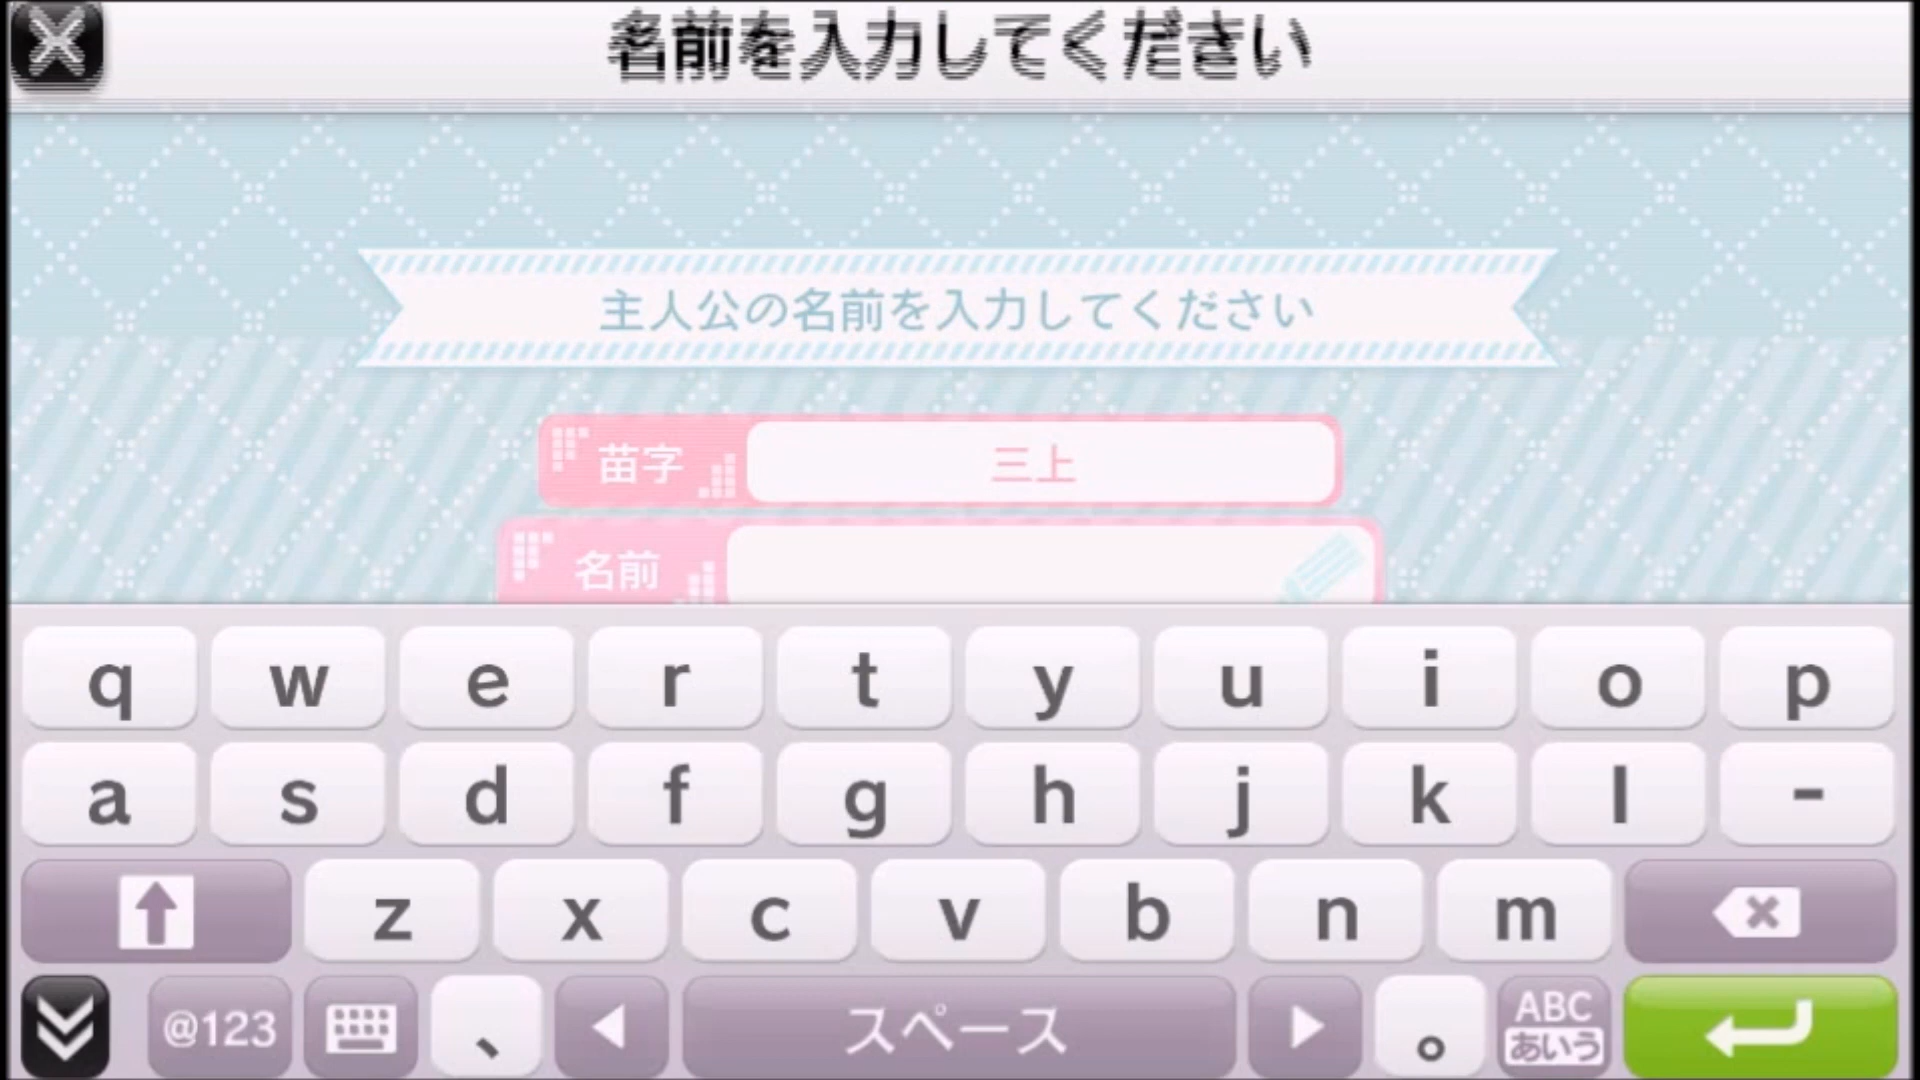 名前を入力してください
主人公の名前を入力してください
苗字 三上
名前
q w e r t y u i o p
a s d f g h j k l -
z x c v b n m
@123 、 スペース 。 ABC
あいう